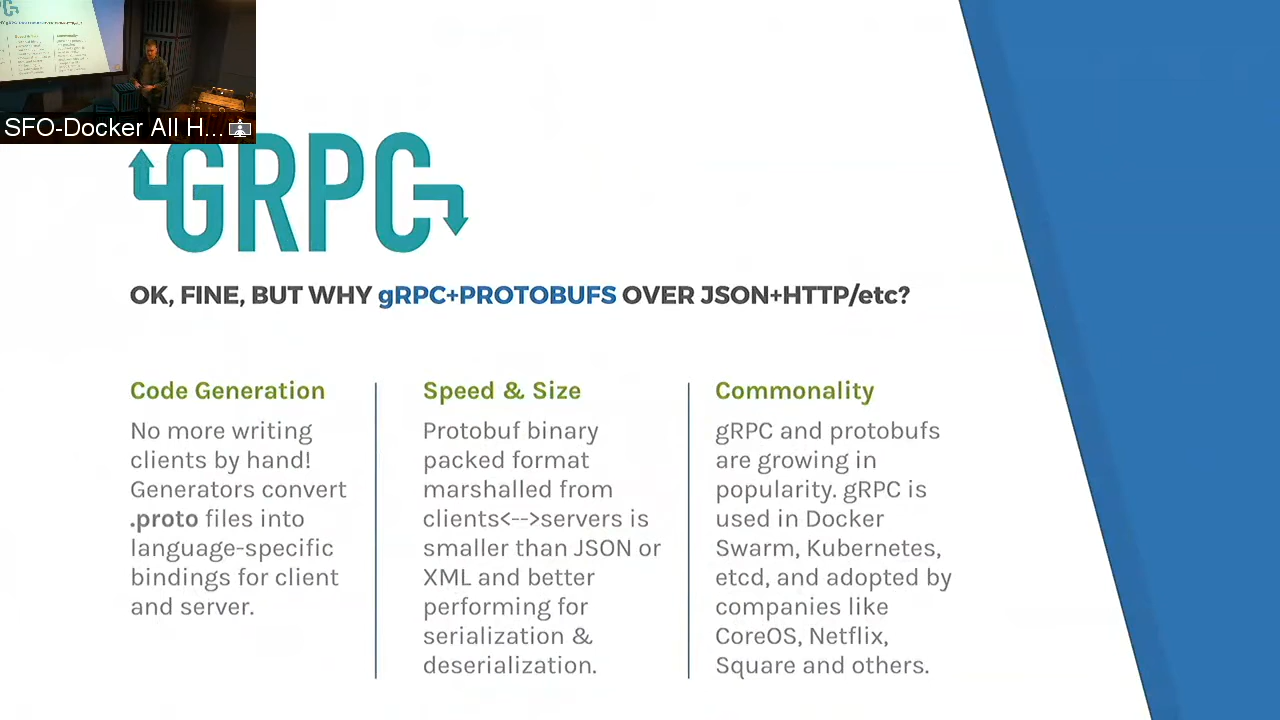 SFO-Docker All H...
GRPC
OK, FINE, BUT WHY gRPC+PROTOBUFS OVER JSON+HTTP/etc?
Code Generation
No more writing
clients by hand!
Generators convert
.proto files into
language-specific
bindings for client
and server.
Speed & Size
Protobuf binary
packed format
marshalled from
clients<-->servers is
smaller than JSON or
XML and better
performing for
serialization &
deserialization.
Commonality
gRPC and protobufs
are growing in
popularity. gRPC is
used in Docker
Swarm, Kubernetes,
etcd, and adopted by
companies like
CoreOS, Netflix,
Square and others.